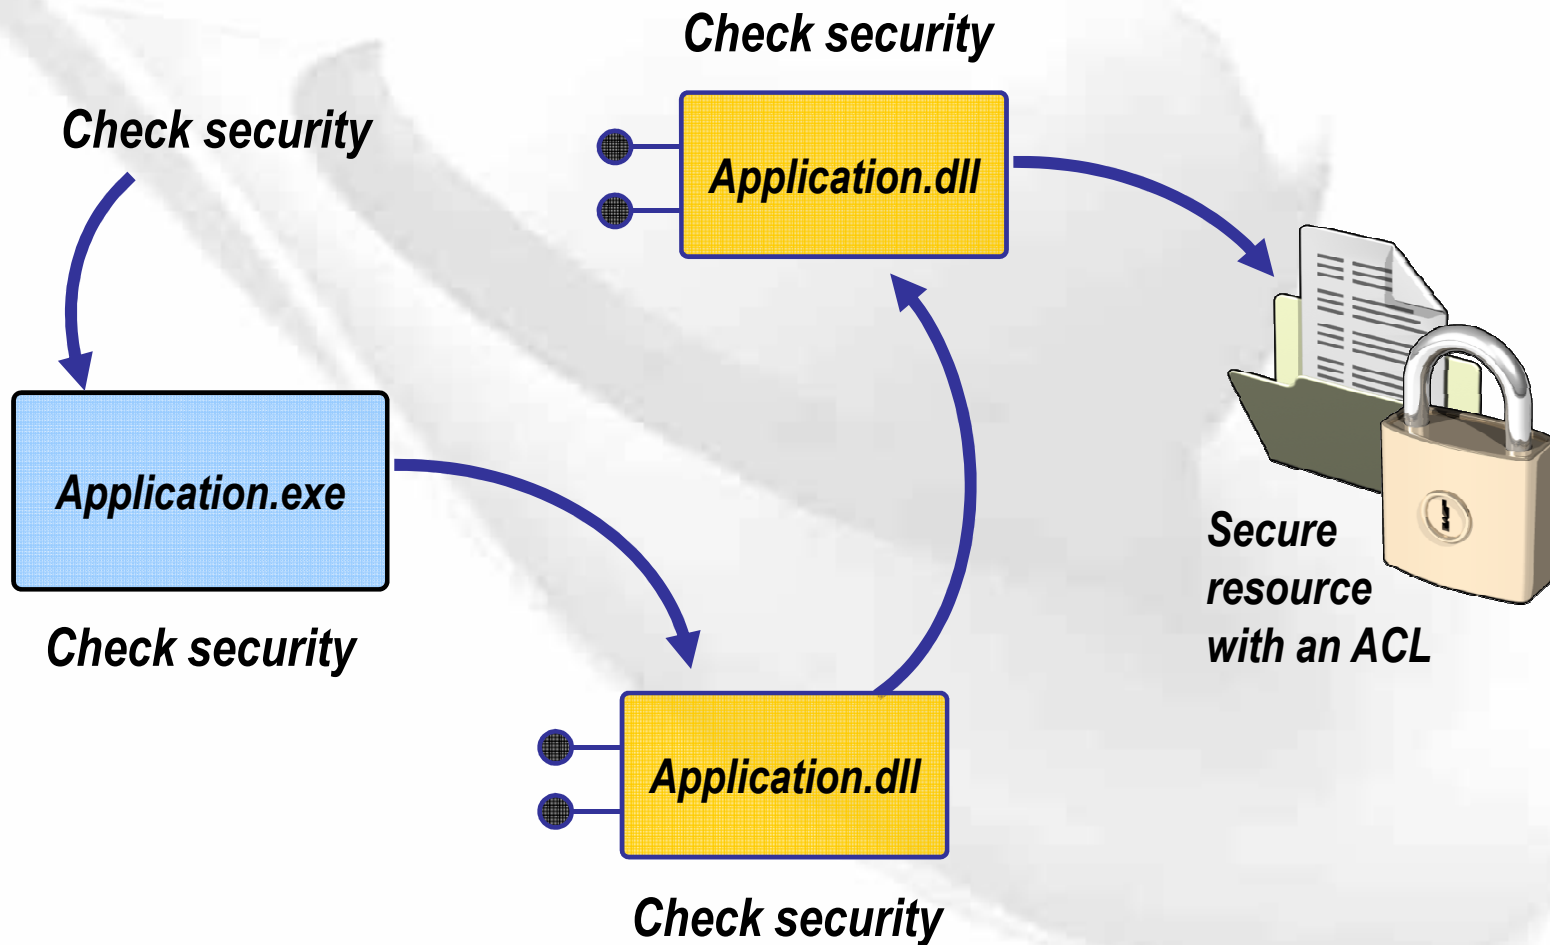 Check security
Check security
Application.dll
Application.exe
Check security
Secure
resource
with an ACL
Application.dll
Check security